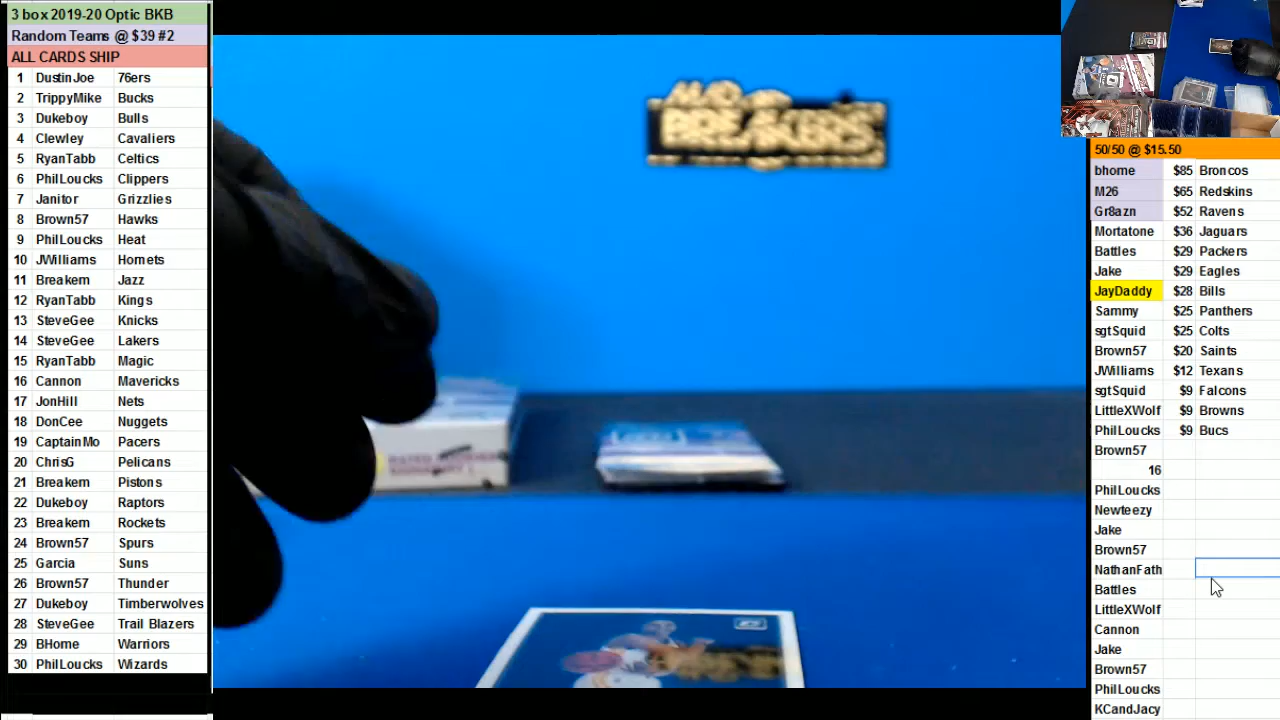 3 box 2019-20 Optic BKB
Random Teams @ $39 #2
ALL CARDS SHIP
1 DustinJoe 76ers
2 TrippyMike Bucks
3 Dukeboy Bulls
4 Clewley Cavaliers
5 RyanTabb Celtics
6 PhilLoucks Clippers
7 Janitor Grizzlies
8 Brown57 Hawks
9 PhilLoucks Heat
10 JWilliams Hornets
11 Breakem Jazz
12 RyanTabb Kings
13 SteveGee Knicks
14 SteveGee Lakers
15 RyanTabb Magic
16 Cannon Mavericks
17 JonHill Nets
18 DonCee Nuggets
19 CaptainMo Pacers
20 ChrisG Pelicans
21 Breakem Pistons
22 Dukeboy Raptors
23 Breakem Rockets
24 Brown57 Spurs
25 Garcia Suns
26 Brown57 Thunder
27 Dukeboy Timberwolves
28 SteveGee Trail Blazers
29 BHome Warriors
30 PhilLoucks Wizards
BREAKERS
50/50 @ $15.50
bhome $85 Broncos
M26 $65 Redskins
Gr8azn $52 Ravens
Mortatone $36 Jaguars
Battles $29 Packers
Jake $29 Eagles
JayDaddy $28 Bills
Sammy $25 Panthers
sgtSquid $25 Colts
Brown57 $20 Saints
JWilliams $12 Texans
sgtSquid $9 Falcons
LittleXWolf $9 Browns
PhilLoucks $9 Bucs
Brown57
16
PhilLoucks
Newteezy
Jake
Brown57
NathanFath
Battles
LittleXWolf
Cannon
Jake
Brown57
PhilLoucks
KCandJacy